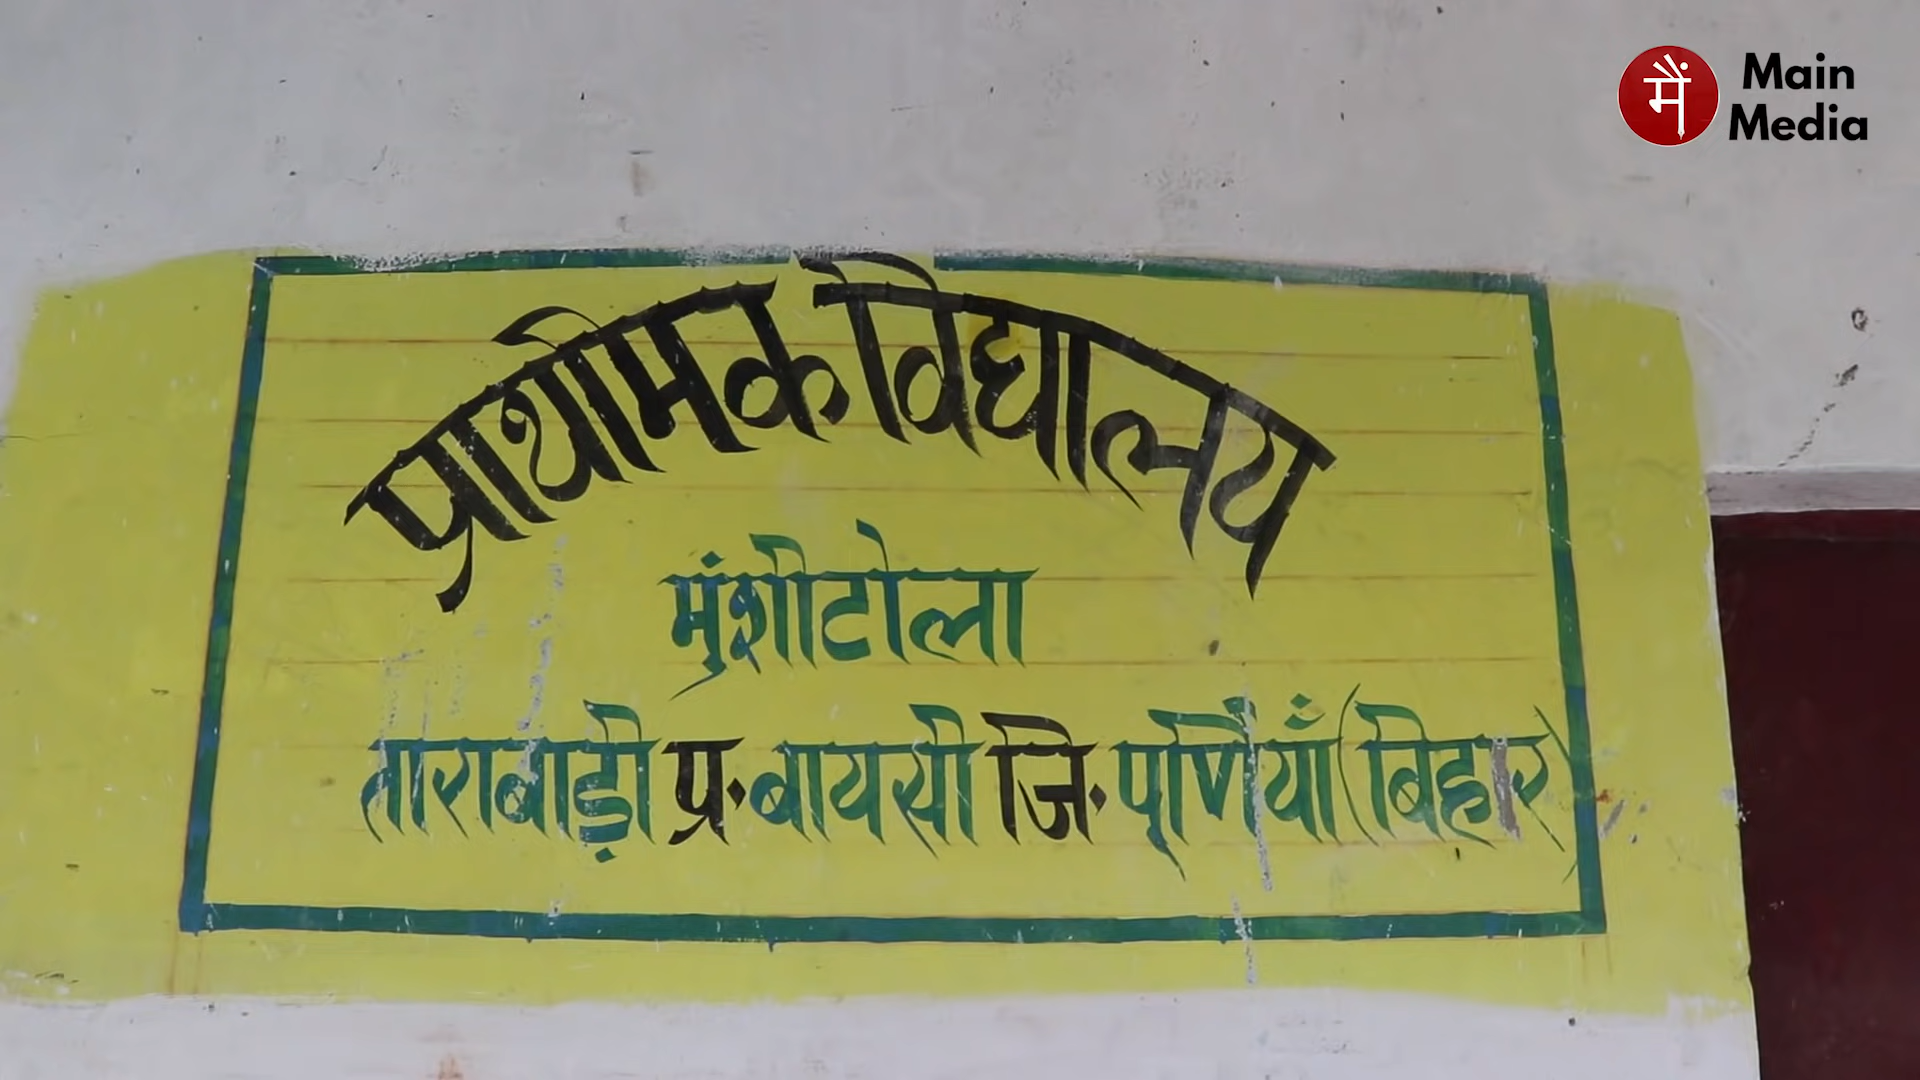 मैं Main
Media
प्राथमिक विद्यालय
मुंशीटोला
ताराबाड़ी प्र॰ बायसी जि॰ पूर्णियाँ (बिहार)